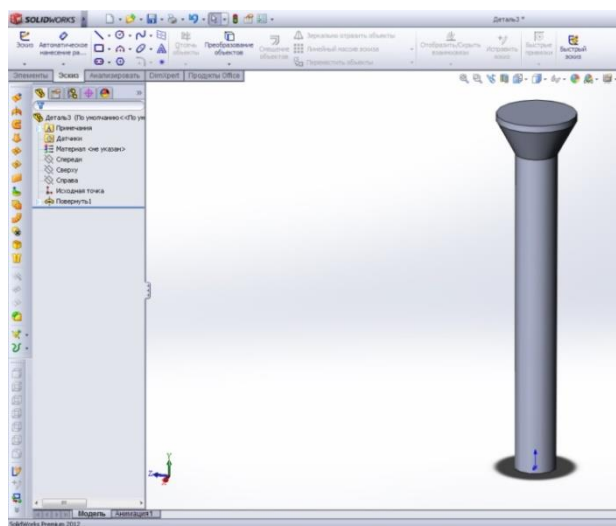 SOLIDWORKS
Деталь3 *
Эскиз
Автоматическое нанесение ра...
Отсечь объекты
Преобразование объектов
Смещение объектов
Зеркально отразить объекты
Линейный массив эскиза
Переместить объекты
Отобразить/Скрыть взаимосвязи
Исправить эскиз
Быстрые привязки
Быстрый эскиз
Элементы Эскиз Анализировать DimXpert Продукты Office
Деталь3 (По умолчанию<<По ум
Примечания
Датчики
Материал <не указан>
Спереди
Сверху
Справа
Исходная точка
Повернуть1
Y
Z
Модель Анимация1
SolidWorks Premium 2012